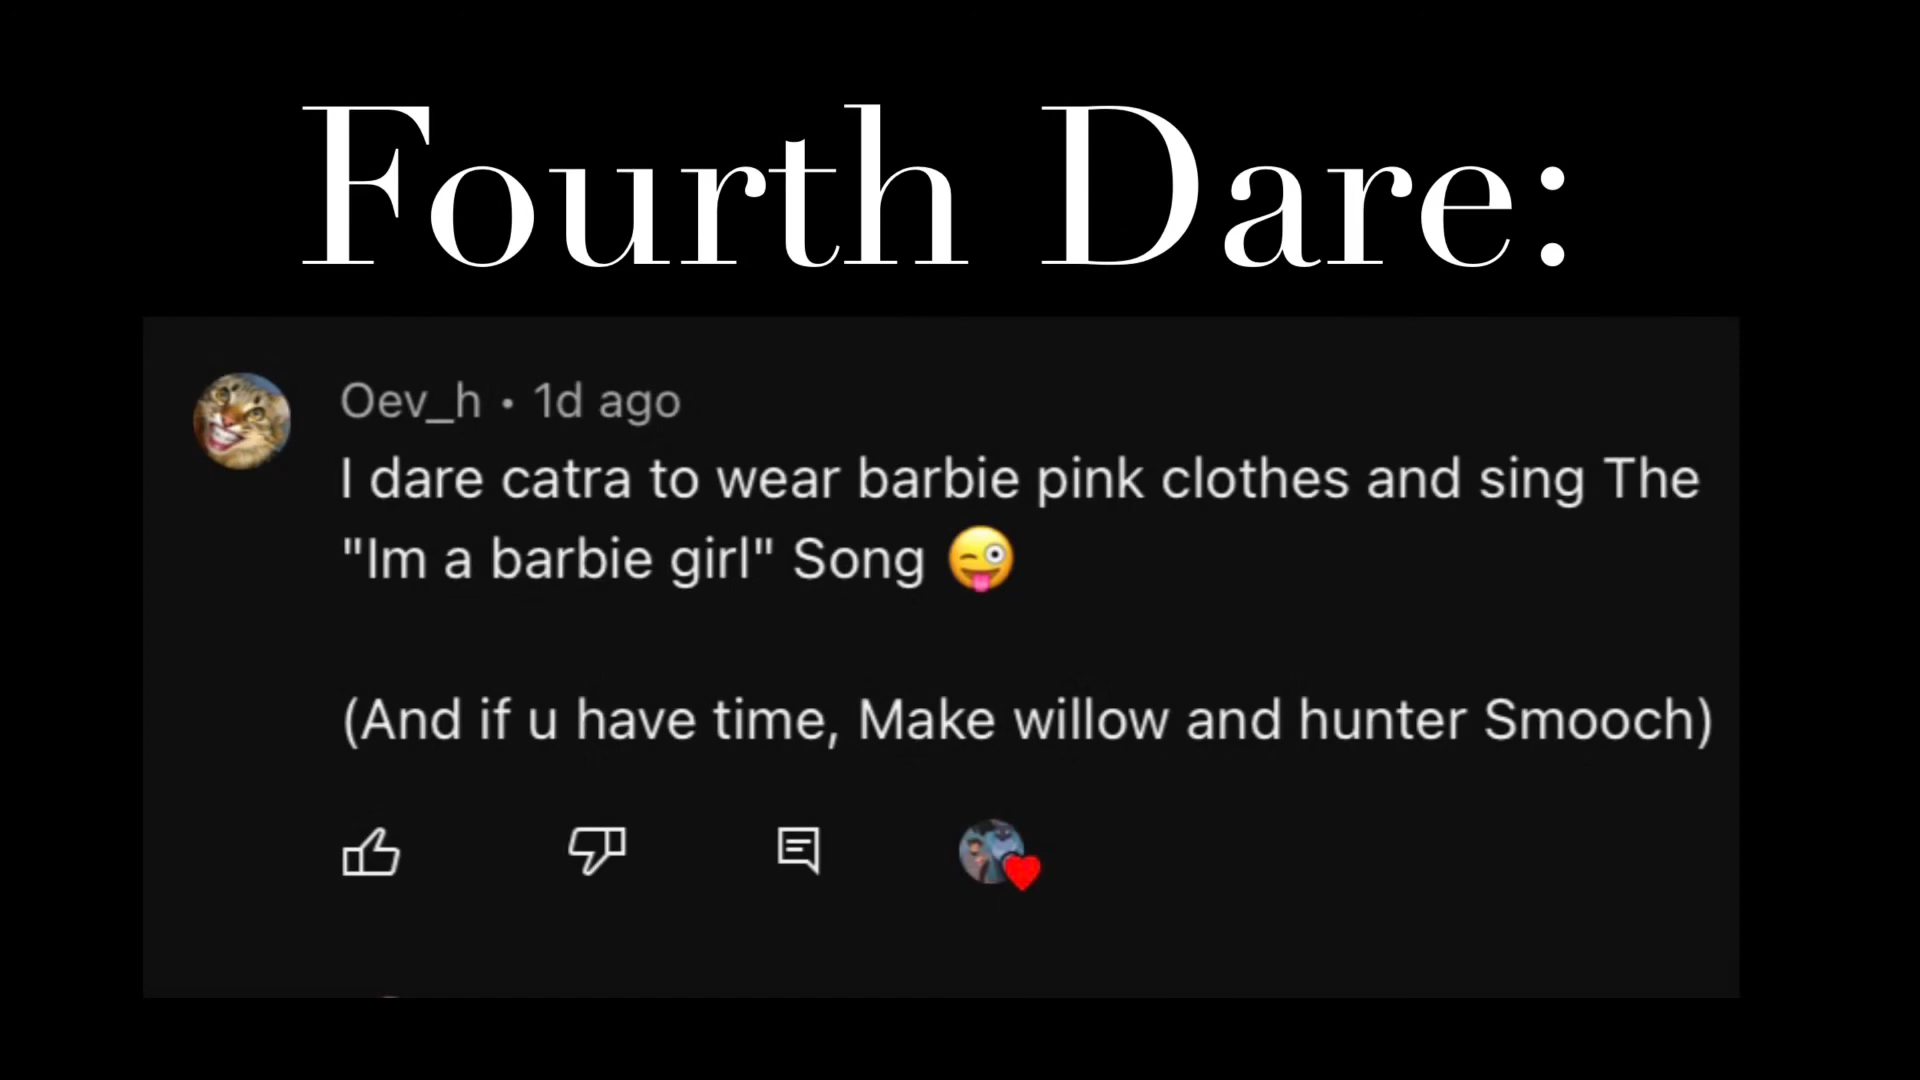 Fourth Dare:
Oev_h • 1d ago
I dare catra to wear barbie pink clothes and sing The
"Im a barbie girl" Song 😜
(And if u have time, Make willow and hunter Smooch)